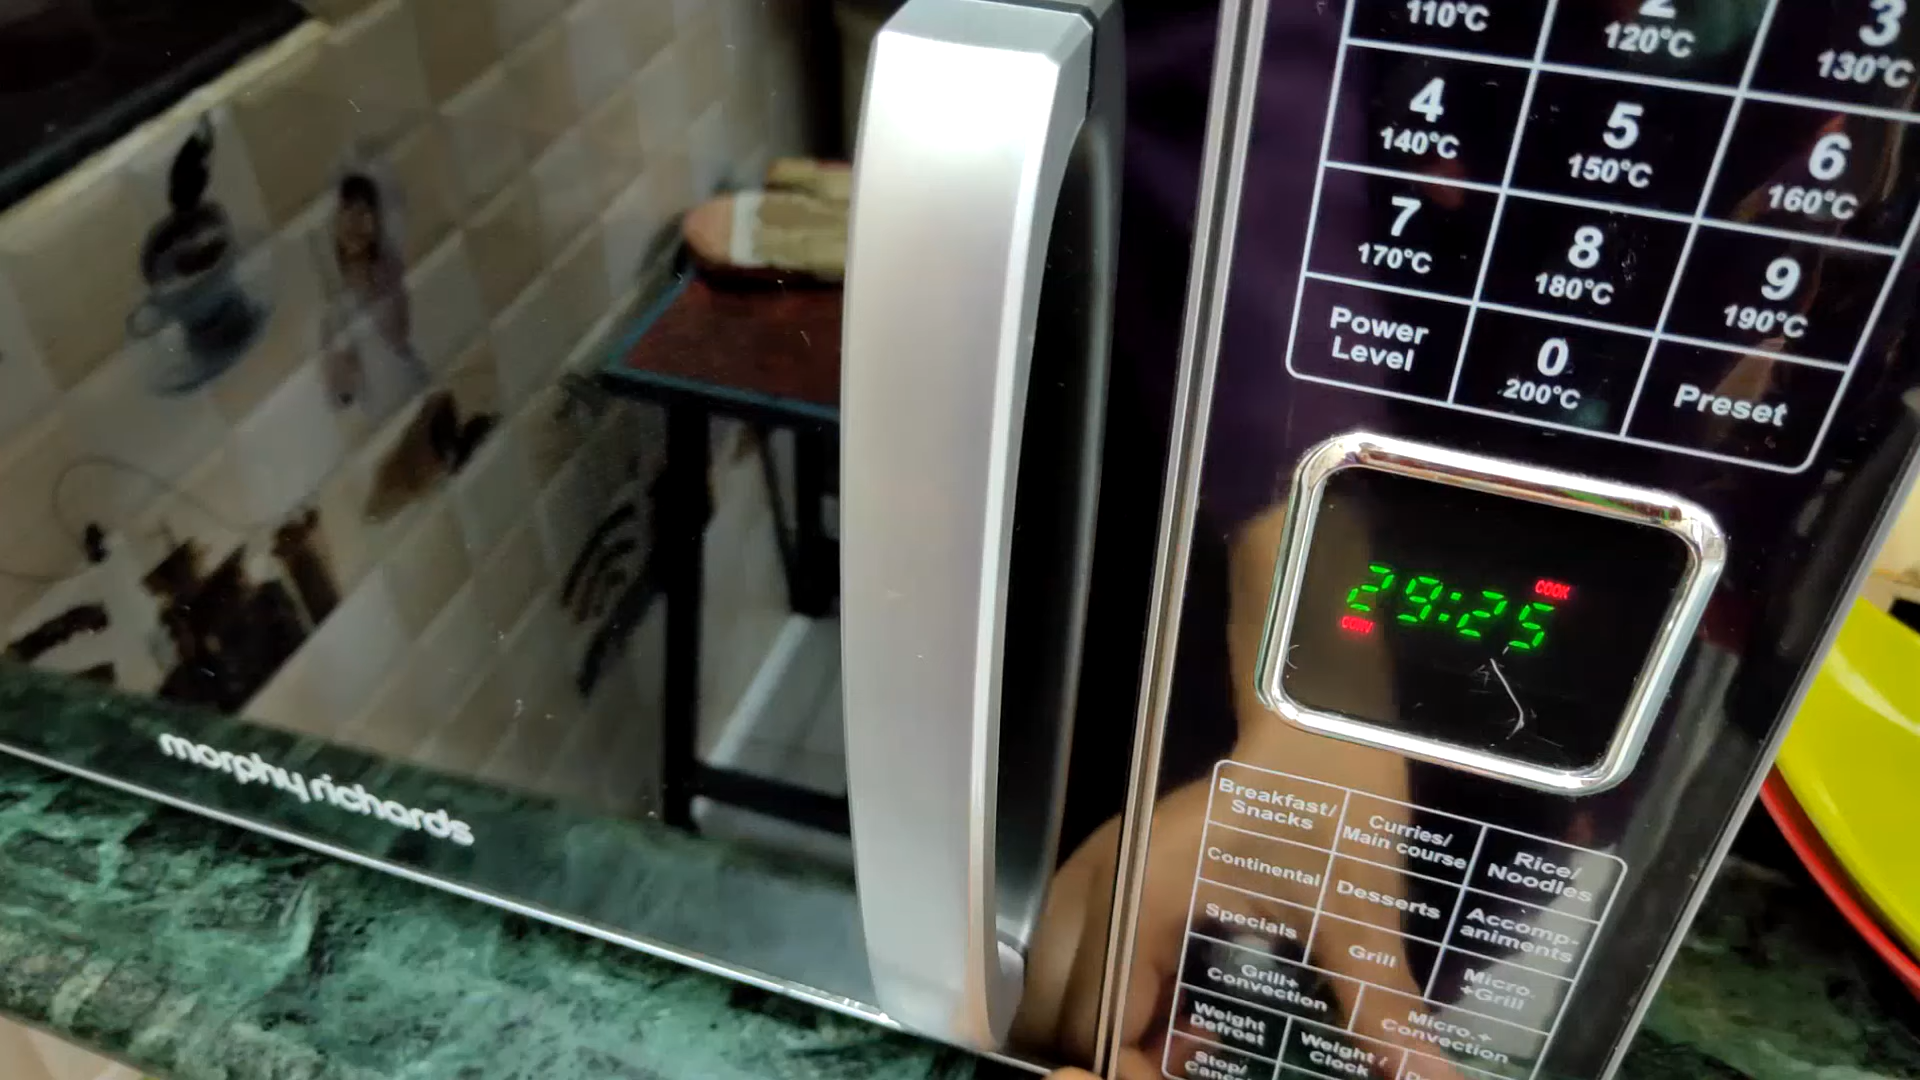 110°C
2
120°C
3
130°C
4
140°C
5
150°C
6
160°C
7
170°C
8
180°C
9
190°C
Power
Level
0
200°C
Preset
COOK
29:25
CONV
morphy richards
Breakfast/
Snacks
Curries/
Main course
Rice/
Noodles
Continental
Desserts
Accomp-
animents
Specials
Grill
Micro.
+Grill
Grill+
Convection
Micro.+
Convection
Weight
Defrost
Weight /
Clock
Stop/